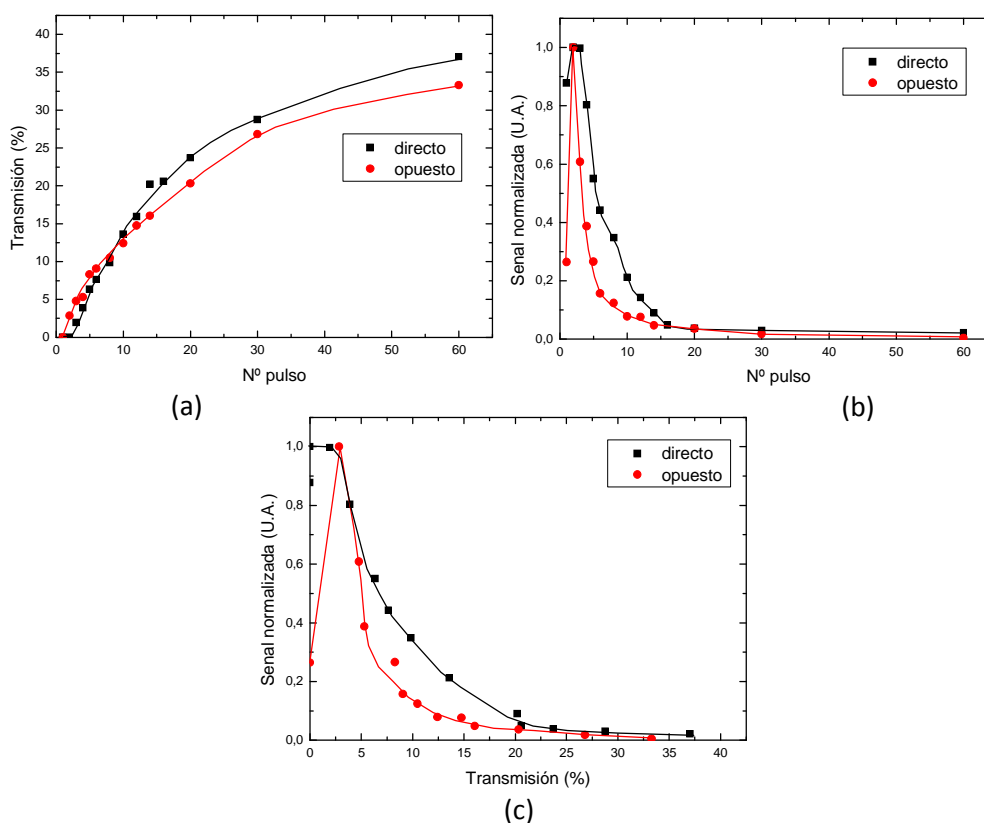 Transmisión (%)
40
35
30
25
20
15
10
5
0
0 10 20 30 40 50 60
Nº pulso
directo
opuesto
(a)
Senal normalizada (U.A.)
1,0
0,8
0,6
0,4
0,2
0,0
0 10 20 30 40 50 60
Nº pulso
directo
opuesto
(b)
Senal normalizada (U.A.)
1,0
0,8
0,6
0,4
0,2
0,0
0 5 10 15 20 25 30 35 40
Transmisión (%)
directo
opuesto
(c)